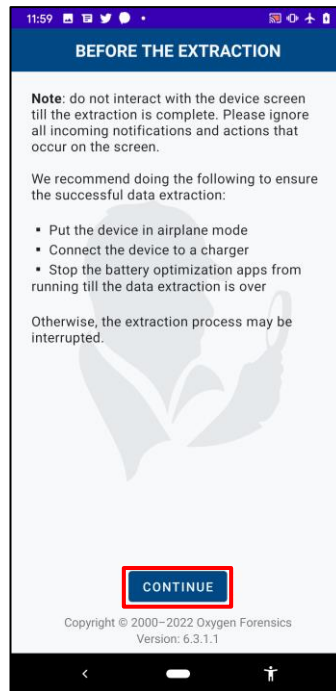 11:59
BEFORE THE EXTRACTION
Note: do not interact with the device screen
till the extraction is complete. Please ignore
all incoming notifications and actions that
occur on the screen.
We recommend doing the following to ensure
the successful data extraction:
▪ Put the device in airplane mode
▪ Connect the device to a charger
▪ Stop the battery optimization apps from
running till the data extraction is over
Otherwise, the extraction process may be
interrupted.
CONTINUE
Copyright © 2000–2022 Oxygen Forensics
Version: 6.3.1.1